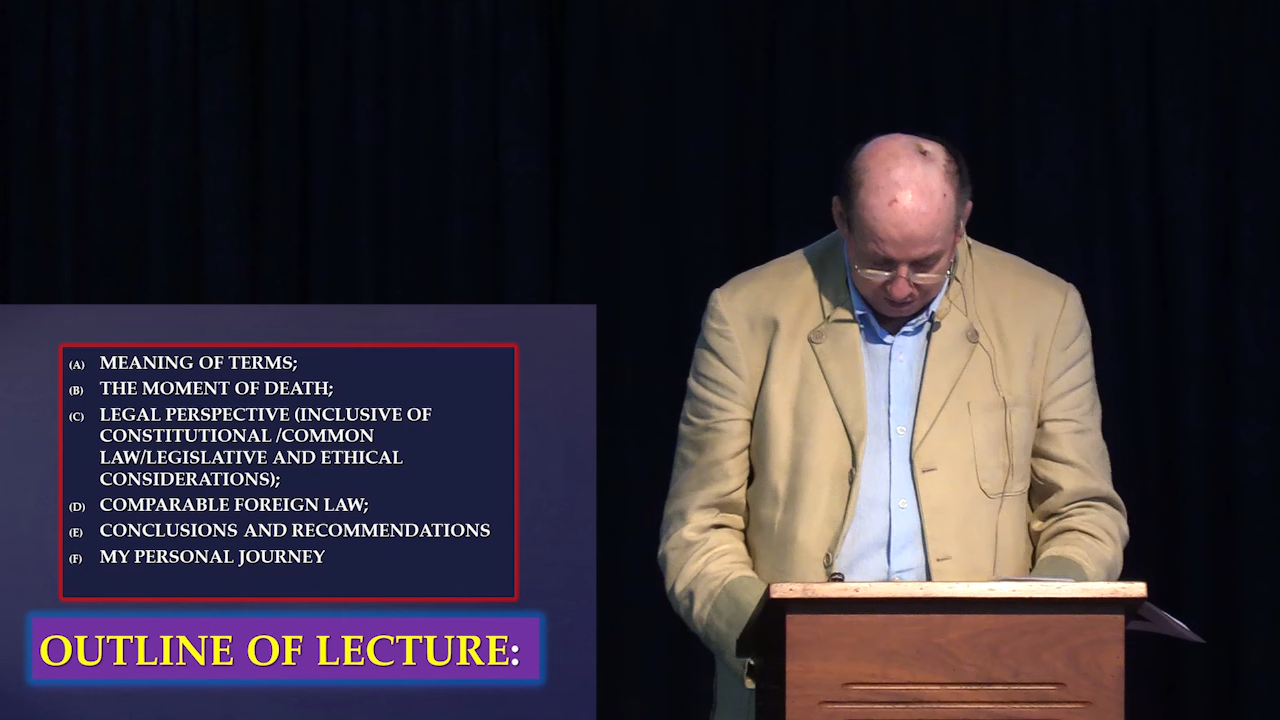 (A) MEANING OF TERMS;
(B) THE MOMENT OF DEATH;
(C) LEGAL PERSPECTIVE (INCLUSIVE OF
CONSTITUTIONAL /COMMON
LAW/LEGISLATIVE AND ETHICAL
CONSIDERATIONS);
(D) COMPARABLE FOREIGN LAW;
(E) CONCLUSIONS AND RECOMMENDATIONS
(F) MY PERSONAL JOURNEY
OUTLINE OF LECTURE: